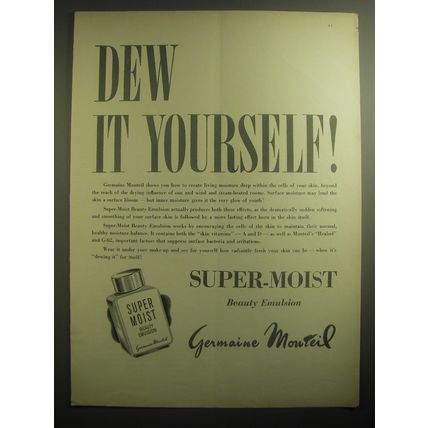 DEW
IT YOURSELF!
Germaine Monteil shows you how to create living moisture deep within the cells of your skin, beyond
the reach of the drying influence of sun and wind and steam-heated rooms. Surface moisture may lend the
skin a surface bloom — but inner moisture gives it the very glow of youth!
Super-Moist Beauty Emulsion actually produces both these effects, as the dramatically sudden softening
and smoothing of your surface skin is followed by a more lasting effect born in the skin itself.
Super-Moist Beauty Emulsion works by encouraging the cells of the skin to maintain their normal,
healthy moisture balance. It contains both the "skin vitamins" — A and D — as well as Monteil's
and G-62, important factors that suppress surface bacteria and irritations.
Wear it under your make-up and see for yourself how radiantly fresh your skin can be — when it's
"dewing it" for itself!
SUPER-MOIST
Beauty Emulsion
SUPER
MOIST
BEAUTY
EMULSION
Germaine Monteil
Germaine Monteil